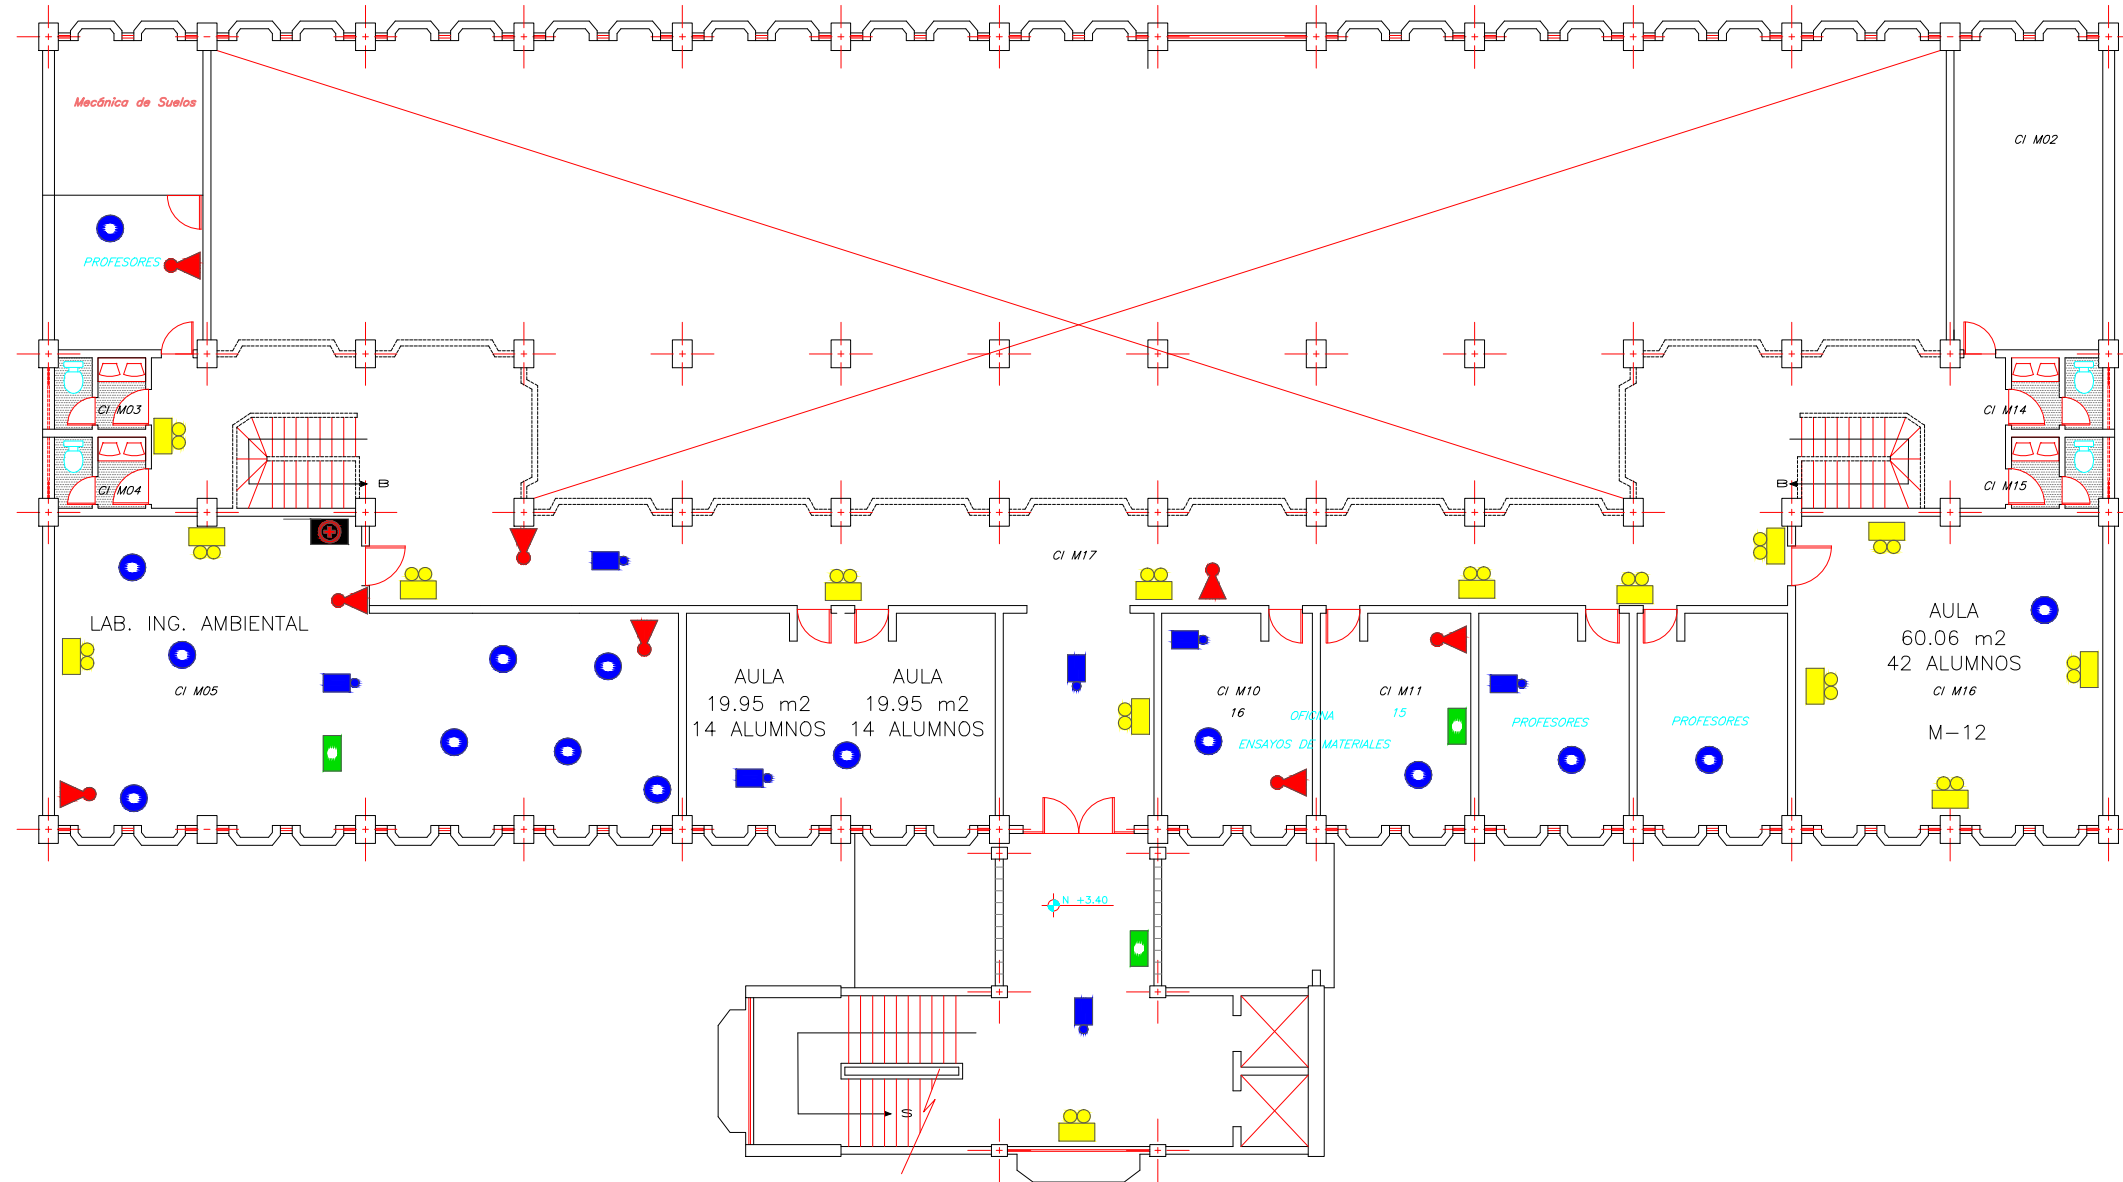 Mecánica de Suelos
CI M02
PROFESORES
CI M03
CI M14
B
B
CI M04
CI M15
CI M17
LAB. ING. AMBIENTAL
CI M05
AULA
19.95 m2
14 ALUMNOS
AULA
19.95 m2
14 ALUMNOS
CI M10
16
OFICINA
ENSAYOS DE MATERIALES
CI M11
15
PROFESORES
PROFESORES
AULA
60.06 m2
42 ALUMNOS
CI M16
M-12
N +3.40
S